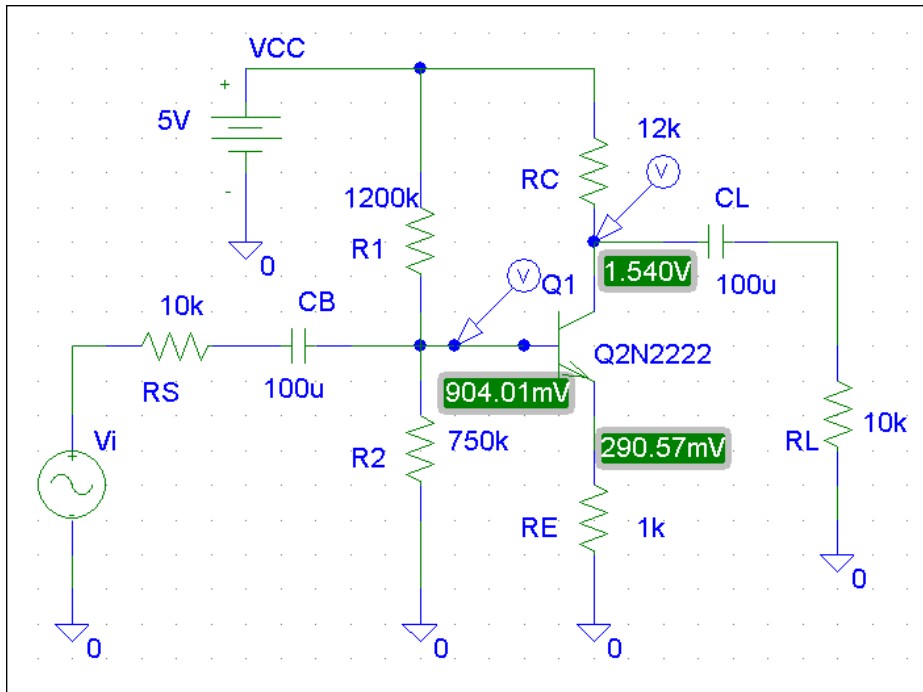 VCC
+
5V
-
0
12k
RC
V
CL
100u
1200k
R1
V
Q1
1.540V
10k
RS
CB
100u
Q2N2222
904.01mV
Vi
+
-
R2
750k
290.57mV
RL
10k
RE
1k
0
0
0
0